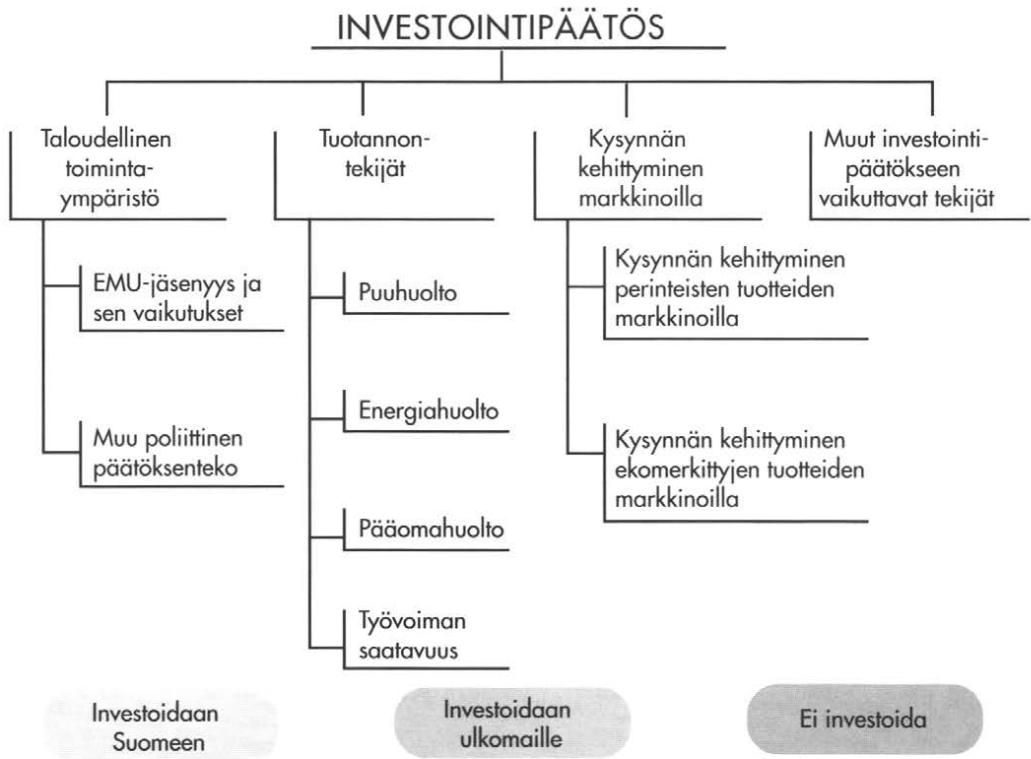 INVESTOINTIPÄÄTÖS
Taloudellinen
toiminta-
ympäristö
EMU-jäsenyys ja
sen vaikutukset
Muu poliittinen
päätöksenteko
Tuotannon-
tekijät
Puuhuolto
Energiahuolto
Pääomahuolto
Työvoiman
saatavuus
Kysynnän
kehittyminen
markkinoilla
Kysynnän kehittyminen
perinteisten tuotteiden
markkinoilla
Kysynnän kehittyminen
ekomerkittyjen tuotteiden
markkinoilla
Muut investointi-
päätökseen
vaikuttavat tekijät
Investoidaan
Suomeen
Investoidaan
ulkomaille
Ei investoida